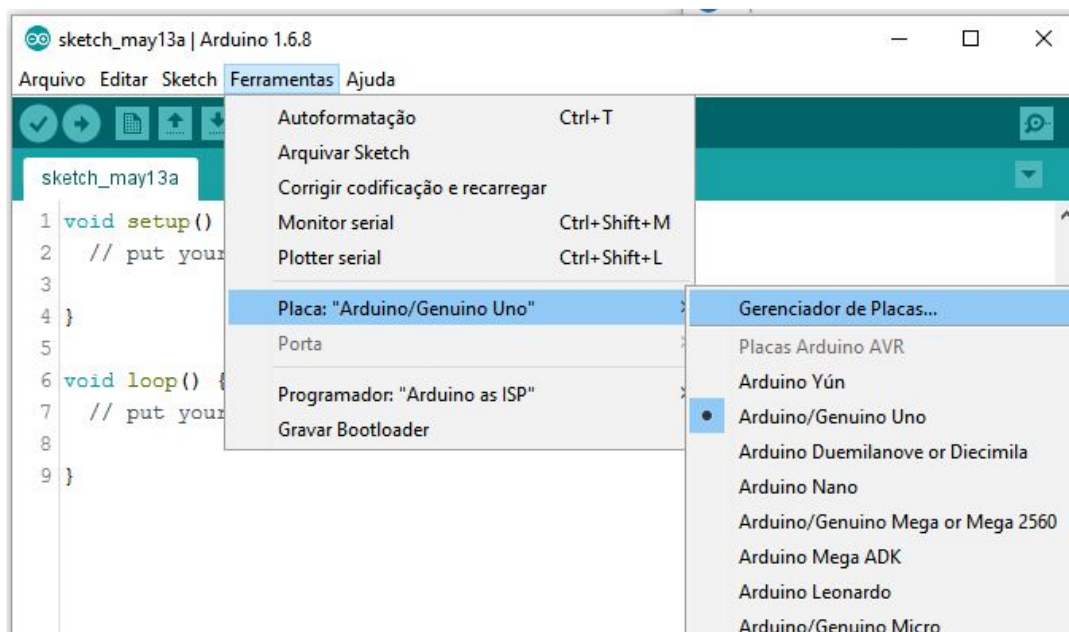 sketch_may13a | Arduino 1.6.8
Arquivo Editar Sketch Ferramentas Ajuda
sketch_may13a
1 void setup()
2 // put your
3
4 }
5
6 void loop() {
7 // put your
8
9 }
Autoformatação Ctrl+T
Arquivar Sketch
Corrigir codificação e recarregar
Monitor serial Ctrl+Shift+M
Plotter serial Ctrl+Shift+L
Placa: "Arduino/Genuino Uno"
Porta
Programador: "Arduino as ISP"
Gravar Bootloader
Gerenciador de Placas...
Placas Arduino AVR
Arduino Yún
Arduino/Genuino Uno
Arduino Duemilanove or Diecimila
Arduino Nano
Arduino/Genuino Mega or Mega 2560
Arduino Mega ADK
Arduino Leonardo
Arduino/Genuino Micro